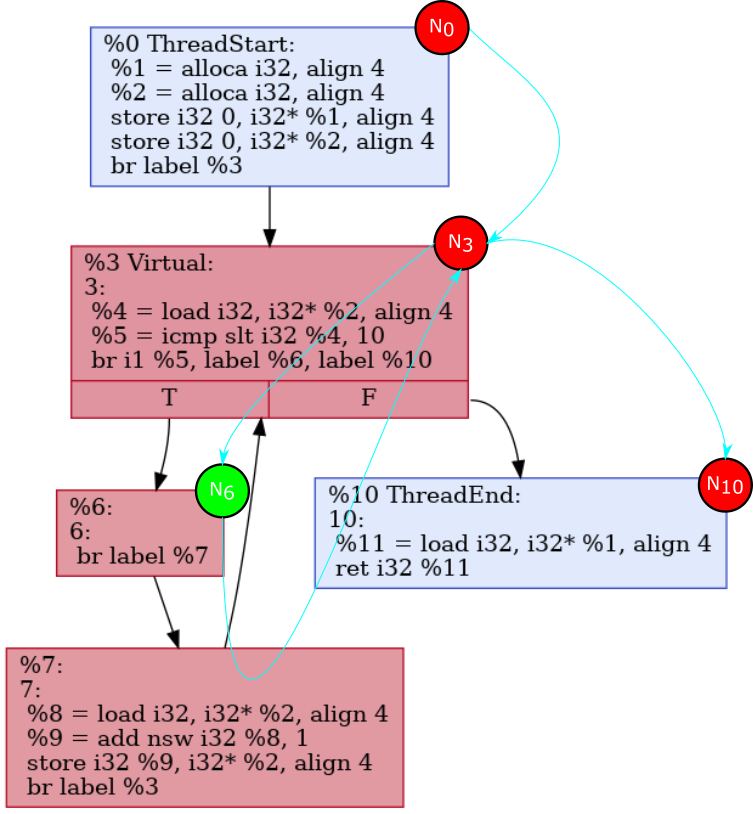 N0
%0 ThreadStart:
%1 = alloca i32, align 4
%2 = alloca i32, align 4
store i32 0, i32* %1, align 4
store i32 0, i32* %2, align 4
br label %3
N3
%3 Virtual:
3:
%4 = load i32, i32* %2, align 4
%5 = icmp slt i32 %4, 10
br i1 %5, label %6, label %10
T F
N6
%6:
6:
br label %7
N10
%10 ThreadEnd:
10:
%11 = load i32, i32* %1, align 4
ret i32 %11
%7:
7:
%8 = load i32, i32* %2, align 4
%9 = add nsw i32 %8, 1
store i32 %9, i32* %2, align 4
br label %3